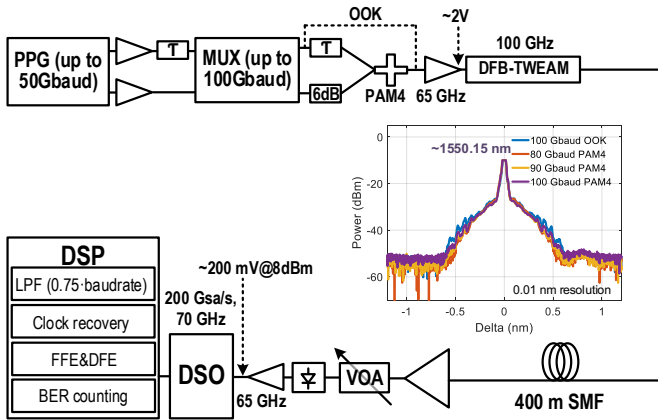 OOK
~2V
PPG (up to
50Gbaud)
τ
MUX (up to
100Gbaud)
τ
6dB
PAM4
65 GHz
100 GHz
DFB-TWEAM
~1550.15 nm
100 Gbaud OOK
80 Gbaud PAM4
90 Gbaud PAM4
100 Gbaud PAM4
0
-20
-40
-60
Power (dBm)
0.01 nm resolution
-1
-0.5
0
0.5
1
Delta (nm)
DSP
LPF (0.75·baudrate)
Clock recovery
FFE&DFE
BER counting
~200 mV@8dBm
200 Gsa/s,
70 GHz
DSO
65 GHz
VOA
400 m SMF